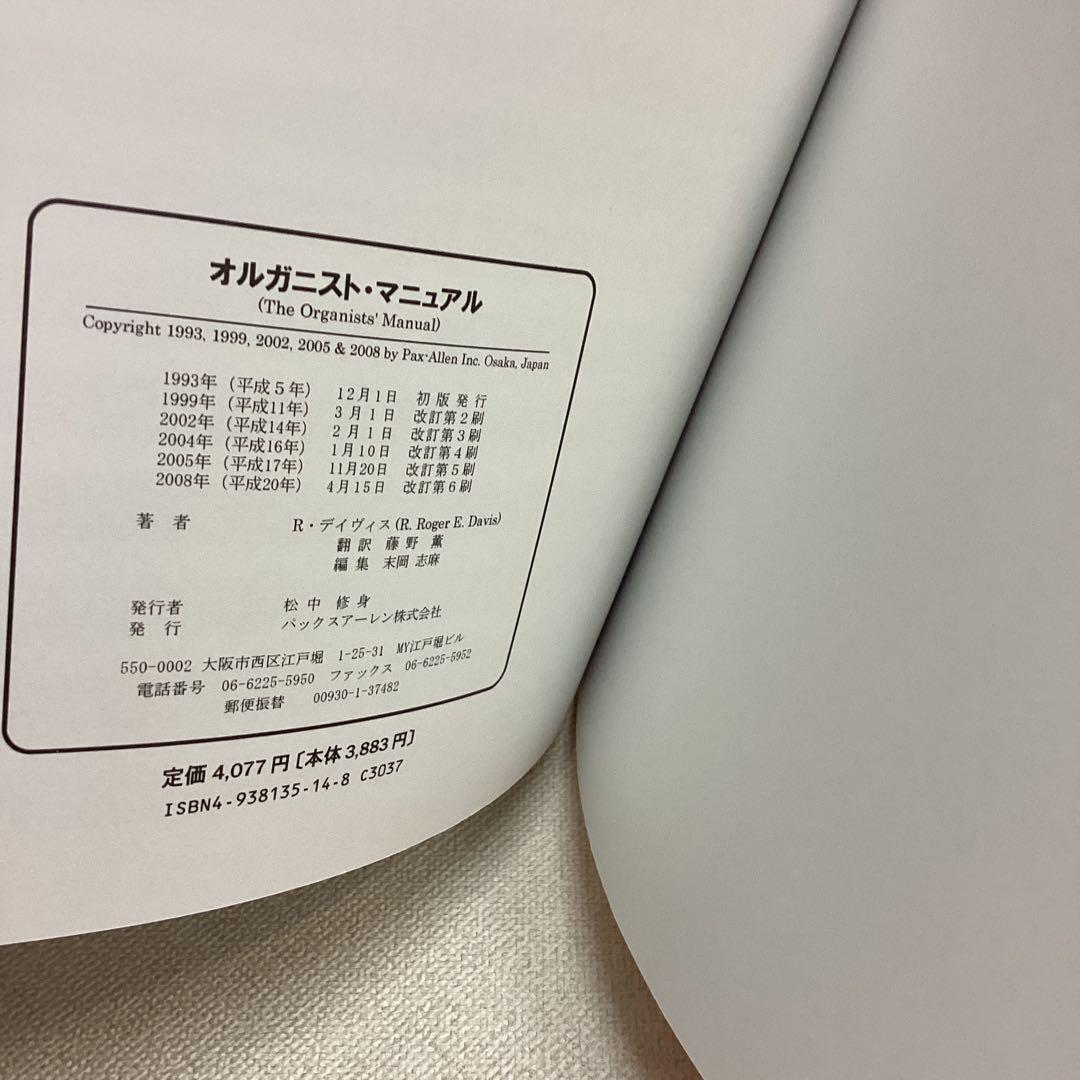 オルガニスト・マニュアル
(The Organists' Manual)
Copyright 1993, 1999, 2002, 2005 & 2008 by Pax-Allen Inc. Osaka, Japan
1993年(平成5年) 12月1日 初版発行
1999年(平成11年) 3月1日 改訂第2刷
2002年(平成14年) 2月1日 改訂第3刷
2004年(平成16年) 1月10日 改訂第4刷
2005年(平成17年) 11月20日 改訂第5刷
2008年(平成20年) 4月15日 改訂第6刷
著者 R・デイヴィス(R. Roger E. Davis)
翻訳 藤野 薫
編集 末岡 志麻
発行者 松中 修身
発行 パックスアーレン株式会社
550-0002 大阪市西区江戸堀 1-25-31 MY江戸堀ビル
電話番号 06-6225-5950 ファックス 06-6225-5952
郵便振替 00930-1-37482
定価 4,077円〔本体3,883円〕
ISBN4-938135-14-8 C3037